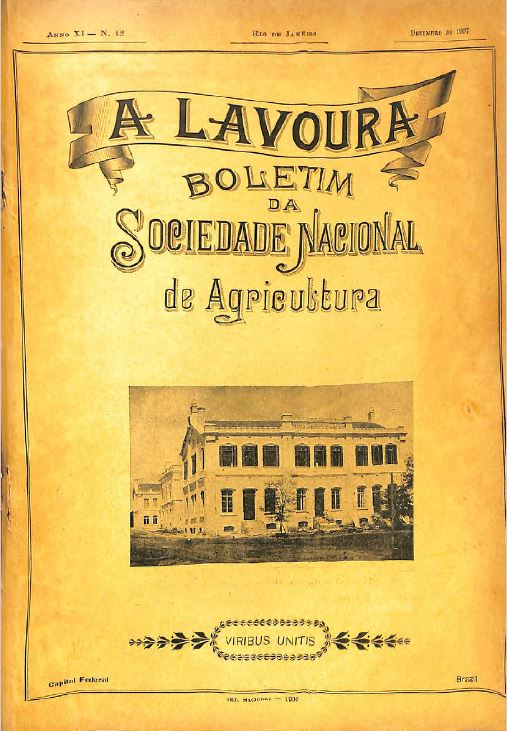 Anno XI — N. 12
Rio de Janeiro
Dezembro de 1907
A LAVOURA
BOLETIM
DA
SOCIEDADE NACIONAL
de Agricultura
VIRIBUS UNITIS
Capital Federal
Brazil
IMP. NACIONAL — 1908